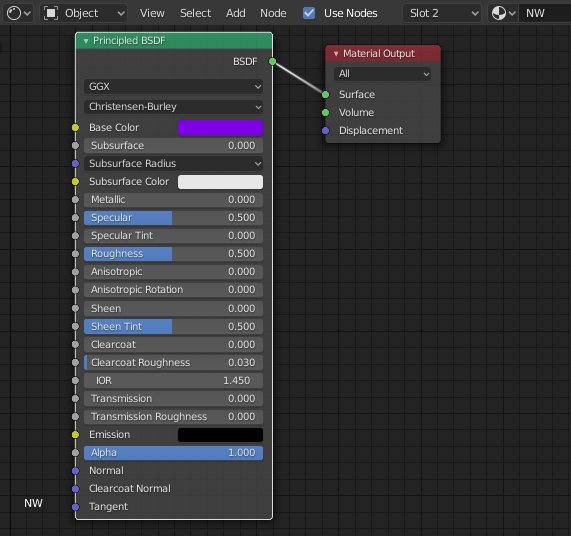 Object View Select Add Node Use Nodes Slot 2 NW
Principled BSDF
BSDF
GGX
Christensen-Burley
Base Color
Subsurface 0.000
Subsurface Radius
Subsurface Color
Metallic 0.000
Specular 0.500
Specular Tint 0.000
Roughness 0.500
Anisotropic 0.000
Anisotropic Rotation 0.000
Sheen 0.000
Sheen Tint 0.500
Clearcoat 0.000
Clearcoat Roughness 0.030
IOR 1.450
Transmission 0.000
Transmission Roughness 0.000
Emission
Alpha 1.000
Normal
Clearcoat Normal
Tangent
Material Output
All
Surface
Volume
Displacement
NW